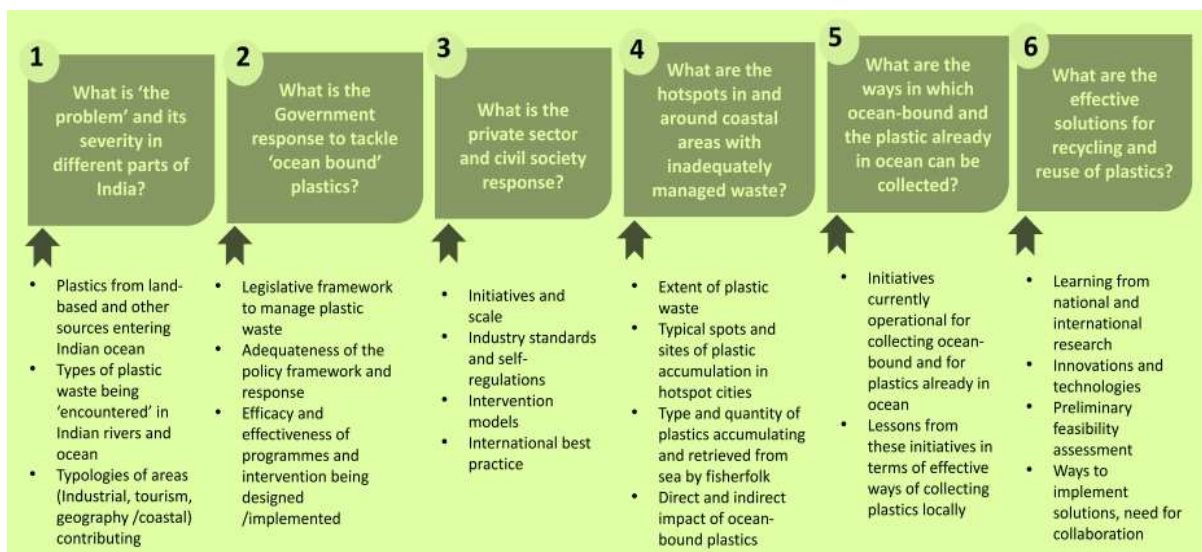 1
What is ‘the
problem’ and its
severity in
different parts of
India?
• Plastics from land-
based and other
sources entering
Indian ocean
• Types of plastic
waste being
‘encountered’ in
Indian rivers and
ocean
• Typologies of areas
(Industrial, tourism,
geography /coastal)
contributing
2
What is the
Government
response to tackle
‘ocean bound’
plastics?
• Legislative framework
to manage plastic
waste
• Adequateness of the
policy framework and
response
• Efficacy and
effectiveness of
programmes and
intervention being
designed
/implemented
3
What is the
private sector
and civil society
response?
• Initiatives and
scale
• Industry standards
and self-
regulations
• Intervention
models
• International best
practice
4
What are the
hotspots in and
around coastal
areas with
inadequately
managed waste?
• Extent of plastic
waste
• Typical spots and
sites of plastic
accumulation in
hotspot cities
• Type and quantity of
plastics accumulating
and retrieved from
sea by fisherfolk
• Direct and indirect
impact of ocean-
bound plastics
5
What are the
ways in which
ocean-bound and
the plastic already
in ocean can be
collected?
• Initiatives
currently
operational for
collecting ocean-
bound and for
plastics already in
ocean
• Lessons from
these initiatives in
terms of effective
ways of collecting
plastics locally
6
What are the
effective
solutions for
recycling and
reuse of plastics?
• Learning from
national and
international
research
• Innovations and
technologies
• Preliminary
feasibility
assessment
• Ways to
implement
solutions, need for
collaboration